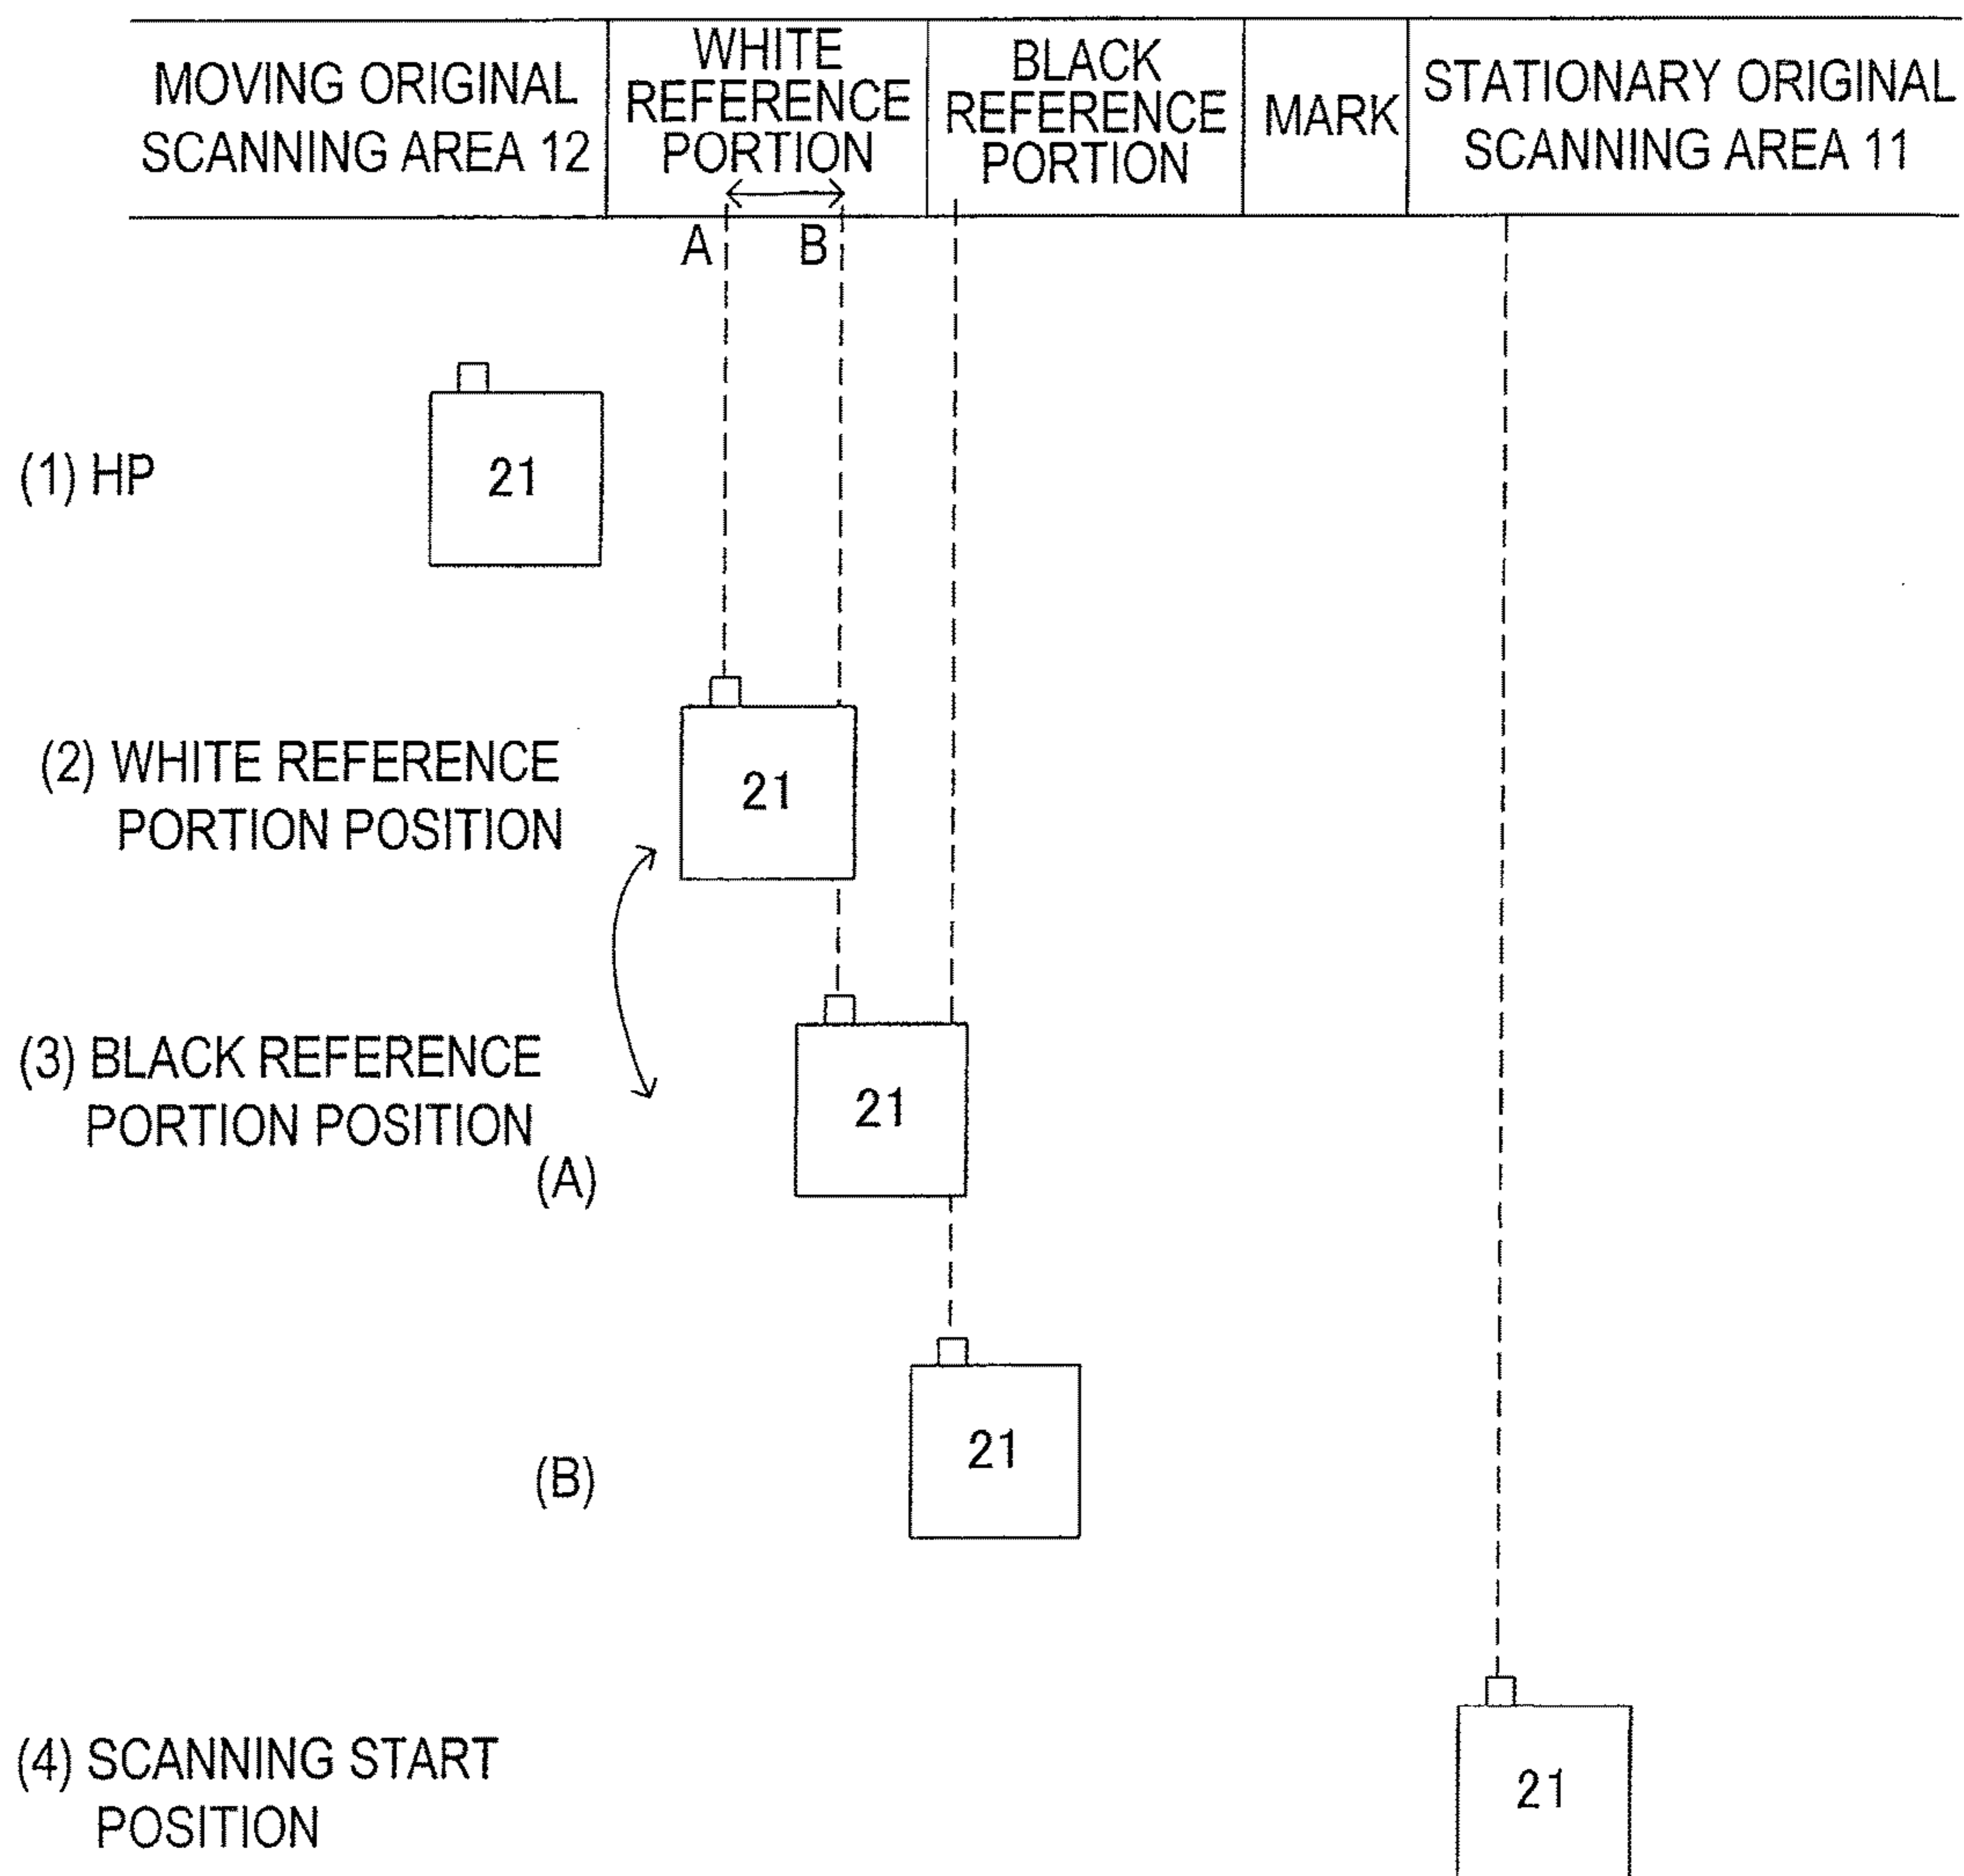 MOVING ORIGINAL
SCANNING AREA 12
WHITE
REFERENCE
PORTION
BLACK
REFERENCE
PORTION
MARK
STATIONARY ORIGINAL
SCANNING AREA 11
A
B
(1) HP
21
(2) WHITE REFERENCE
PORTION POSITION
21
(3) BLACK REFERENCE
PORTION POSITION
(A)
21
(B)
21
(4) SCANNING START
POSITION
21